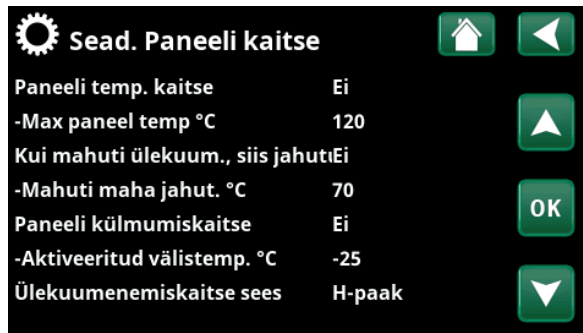 Sead. Paneeli kaitse
Paneeli temp. kaitse Ei
-Max paneel temp °C 120
Kui mahuti ülekuum., siis jahutu Ei
-Mahuti maha jahut. °C 70
Paneeli külmumiskaitse Ei
-Aktiveeritud välistemp. °C -25
Ülekuumenemiskaitse sees H-paak
OK